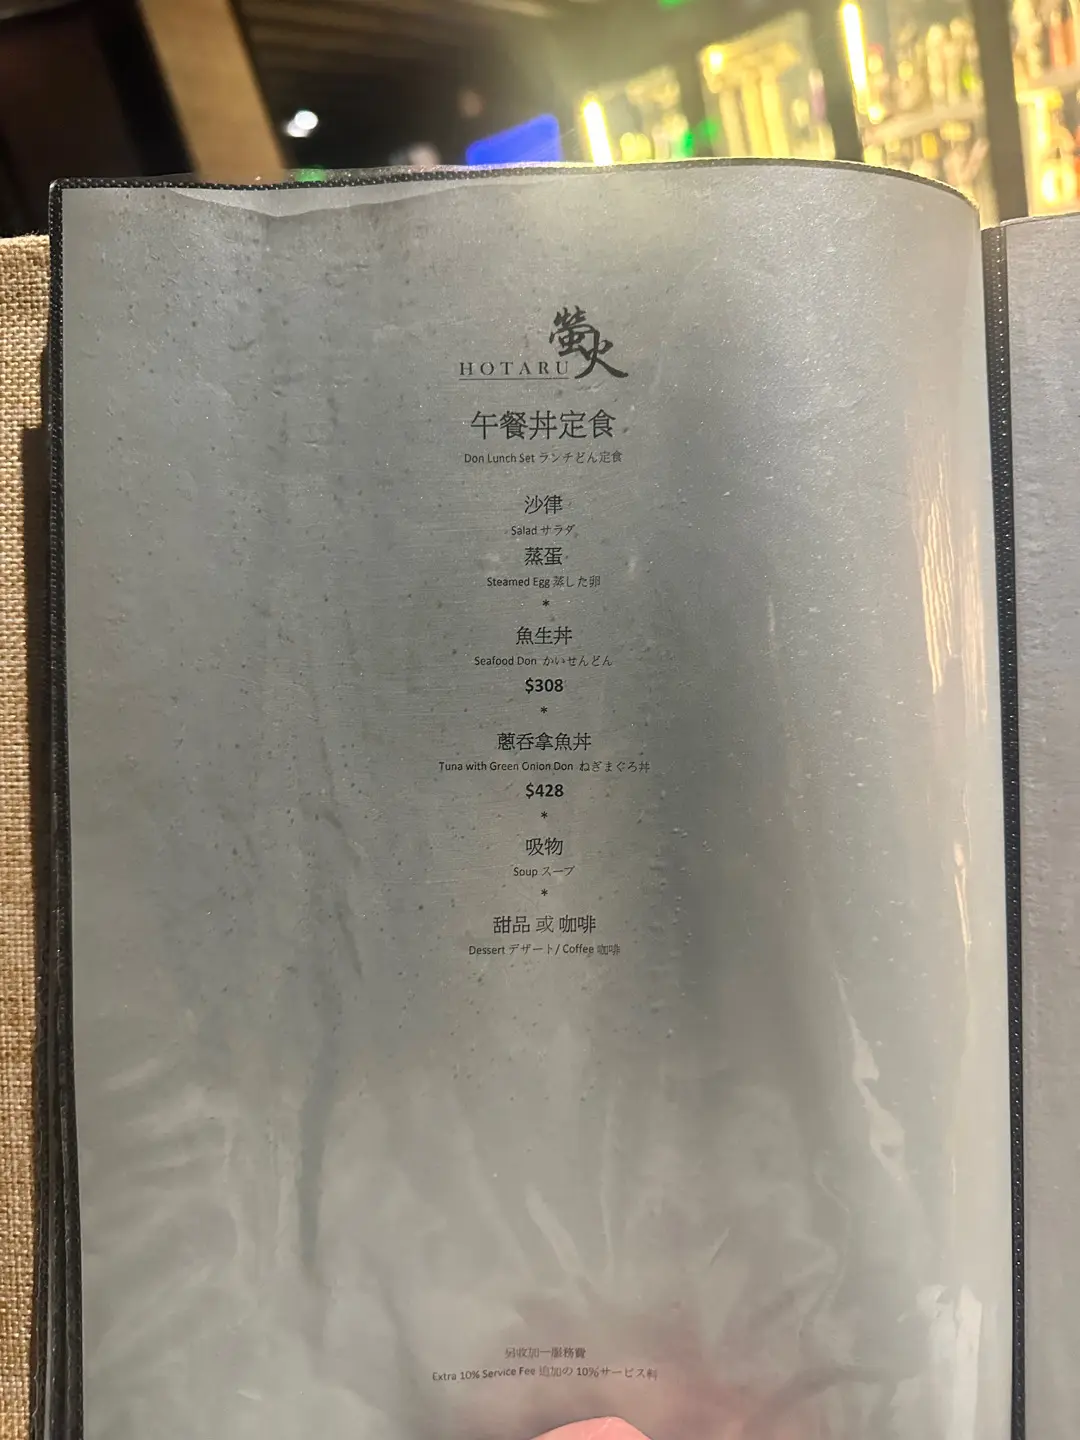 螢火
HOTARU
午餐丼定食
Don Lunch Set ランチどん定食
沙律
Salad サラダ
蒸蛋
Steamed Egg 蒸した卵
*
魚生丼
Seafood Don かいせんどん
$308
*
蔥吞拿魚丼
Tuna with Green Onion Don ねぎまぐろ丼
$428
*
吸物
Soup スープ
*
甜品 或 咖啡
Dessert デザート/ Coffee 咖啡
另收加一服務費
Extra 10% Service Fee 追加の 10%サービス料